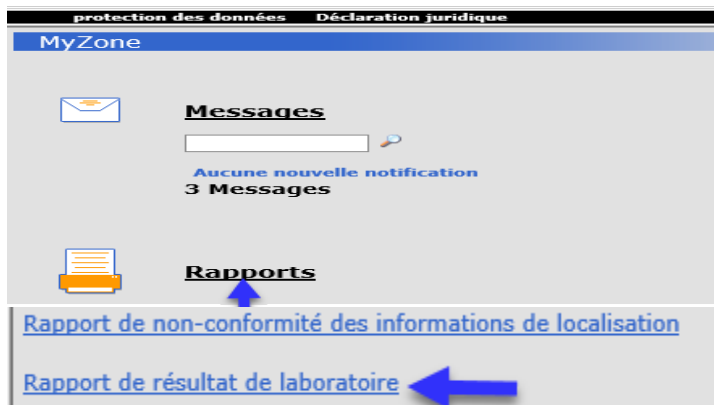 protection des données Déclaration juridique
MyZone
Messages
Aucune nouvelle notification
3 Messages
Rapports
Rapport de non-conformité des informations de localisation
Rapport de résultat de laboratoire